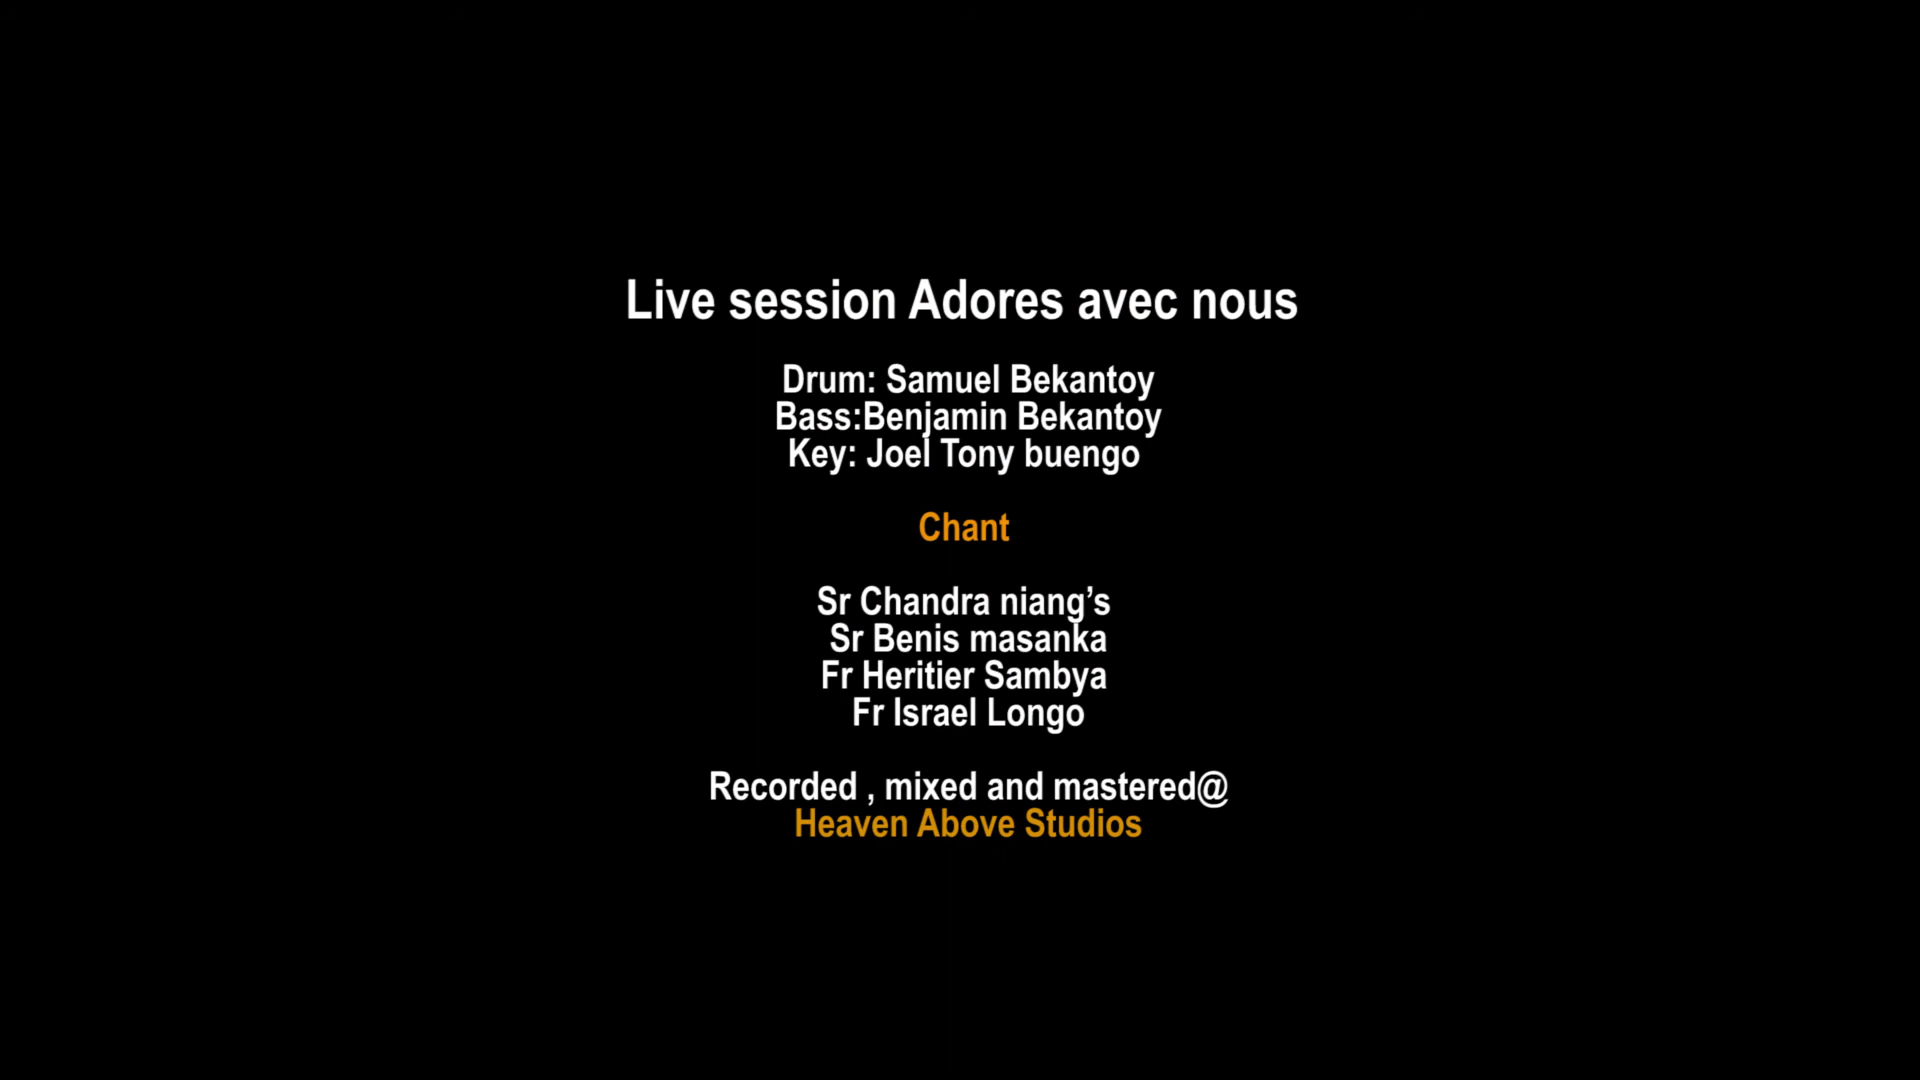 Live session Adores avec nous
Drum: Samuel Bekantoy
Bass:Benjamin Bekantoy
Key: Joel Tony buengo
Chant
Sr Chandra niang’s
Sr Benis masanka
Fr Heritier Sambya
Fr Israel Longo
Recorded , mixed and mastered@
Heaven Above Studios